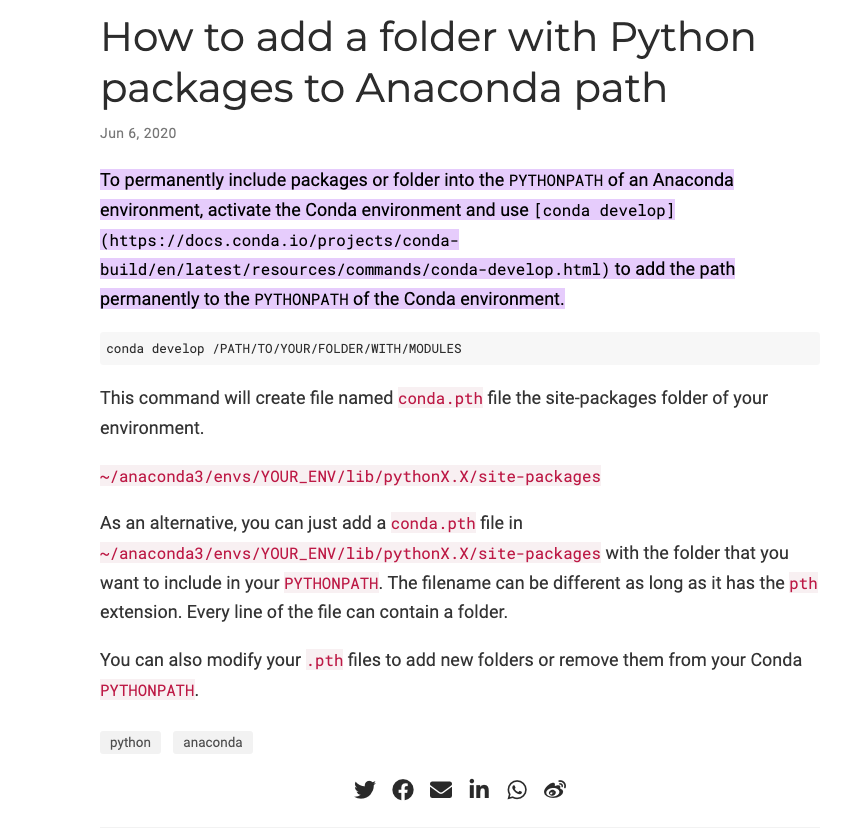 How to add a folder with Python
packages to Anaconda path
Jun 6, 2020
To permanently include packages or folder into the PYTHONPATH of an Anaconda
environment, activate the Conda environment and use [conda develop]
(https://docs.conda.io/projects/conda-
build/en/latest/resources/commands/conda-develop.html) to add the path
permanently to the PYTHONPATH of the Conda environment.
conda develop /PATH/TO/YOUR/FOLDER/WITH/MODULES
This command will create file named conda.pth file the site-packages folder of your
environment.
~/anaconda3/envs/YOUR_ENV/lib/pythonX.X/site-packages
As an alternative, you can just add a conda.pth file in
~/anaconda3/envs/YOUR_ENV/lib/pythonX.X/site-packages with the folder that you
want to include in your PYTHONPATH. The filename can be different as long as it has the pth
extension. Every line of the file can contain a folder.
You can also modify your .pth files to add new folders or remove them from your Conda
PYTHONPATH.
python anaconda